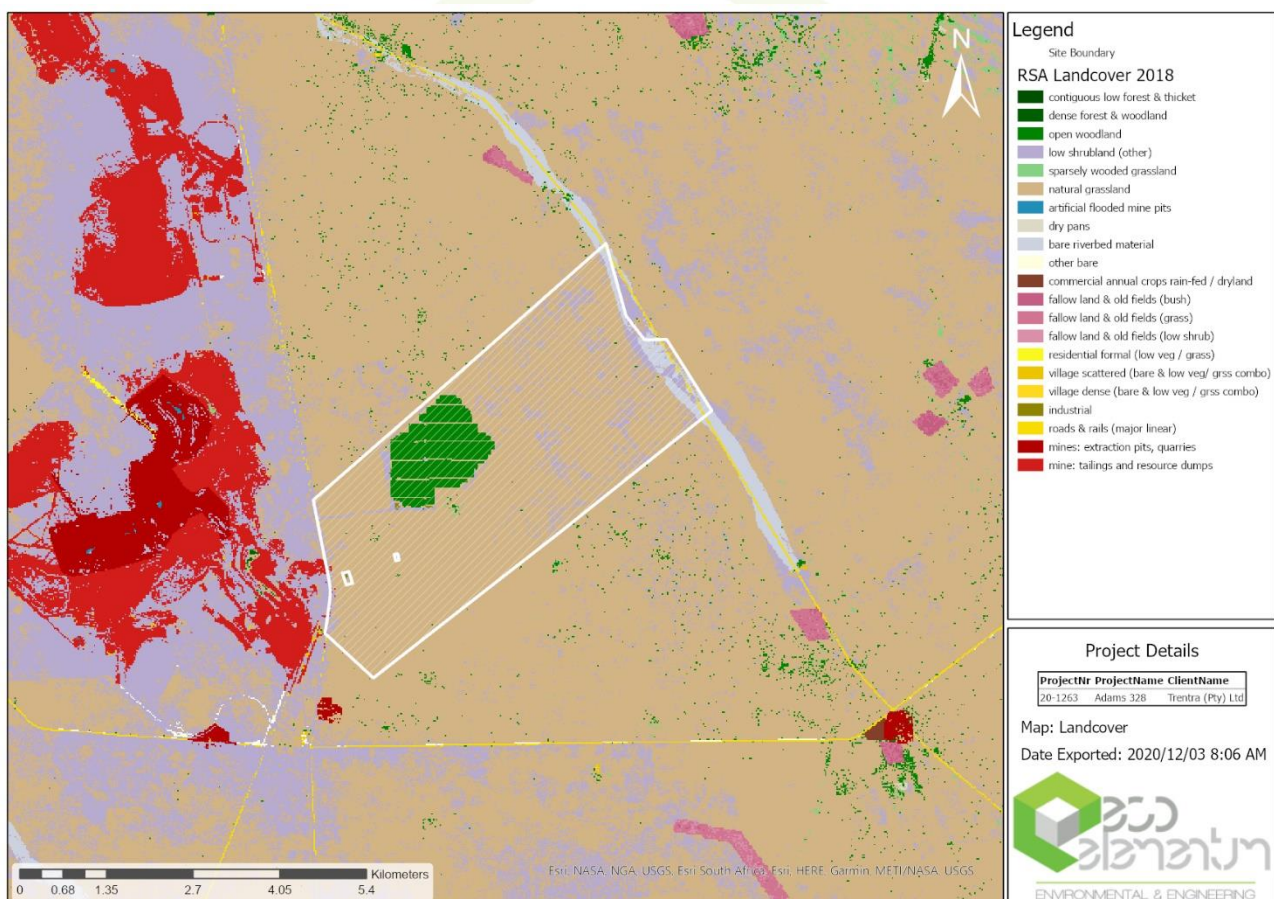 N
Esri, NASA, NGA, USGS, Esri South Africa, Esri, HERE, Garmin, METI/NASA, USGS
Kilometers
0 0.68 1.35 2.7 4.05 5.4
Legend
Site Boundary
RSA Landcover 2018
contiguous low forest & thicket
dense forest & woodland
open woodland
low shrubland (other)
sparsely wooded grassland
natural grassland
artificial flooded mine pits
dry pans
bare riverbed material
other bare
commercial annual crops rain-fed / dryland
fallow land & old fields (bush)
fallow land & old fields (grass)
fallow land & old fields (low shrub)
residential formal (low veg / grass)
village scattered (bare & low veg/ grss combo)
village dense (bare & low veg / grss combo)
industrial
roads & rails (major linear)
mines: extraction pits, quarries
mine: tailings and resource dumps
Project Details
ProjectNr ProjectName ClientName
20-1263 Adams 328 Trentra (Pty) Ltd
Map: Landcover
Date Exported: 2020/12/03 8:06 AM
eco
elementum
ENVIRONMENTAL & ENGINEERING